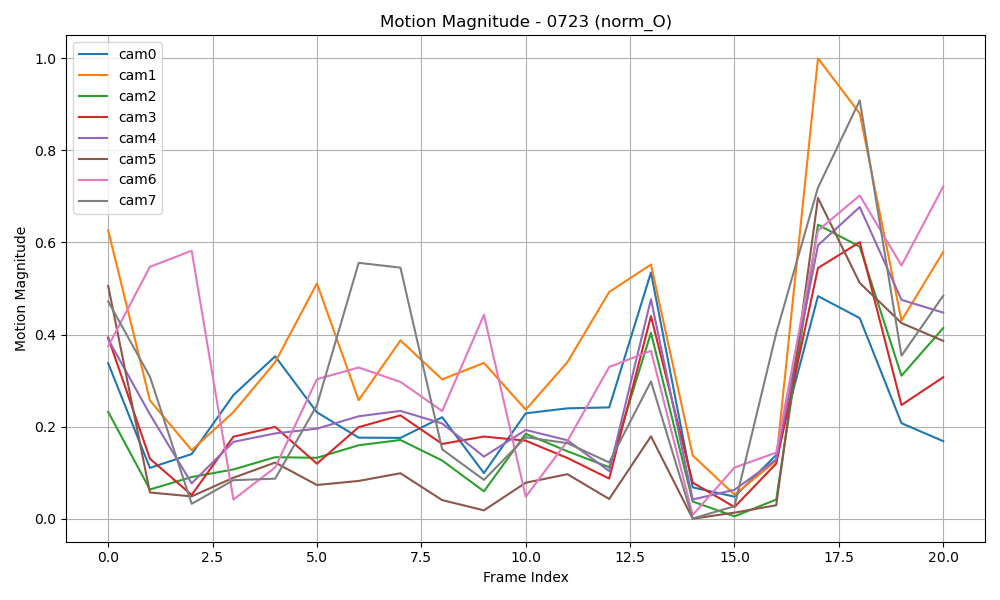 Motion Magnitude - 0723 (norm_O)
cam0
cam1
cam2
cam3
cam4
cam5
cam6
cam7
Motion Magnitude
1.0
0.8
0.6
0.4
0.2
0.0
0.0 2.5 5.0 7.5 10.0 12.5 15.0 17.5 20.0
Frame Index